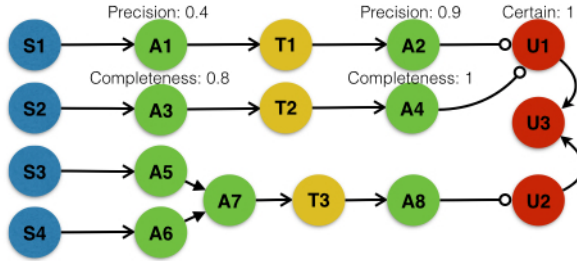 Precision: 0.4 Precision: 0.9 Certain: 1
S1 A1 T1 A2 U1
Completeness: 0.8 Completeness: 1
S2 A3 T2 A4 U3
S3 A5
A7 T3 A8 U2
S4 A6